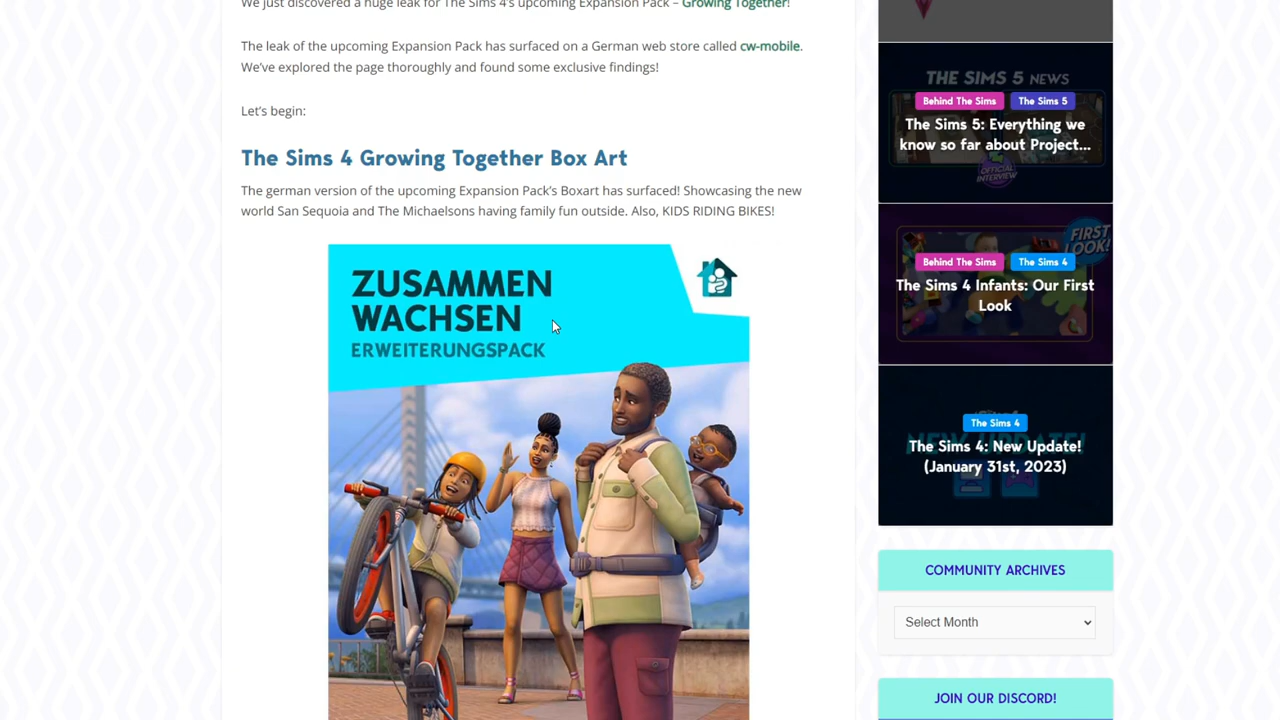 We just discovered a huge leak for The Sims 4's upcoming Expansion Pack – Growing Together!
The leak of the upcoming Expansion Pack has surfaced on a German web store called cw-mobile.
We've explored the page thoroughly and found some exclusive findings!
Let's begin:
The Sims 4 Growing Together Box Art
The german version of the upcoming Expansion Pack's Boxart has surfaced! Showcasing the new
world San Sequoia and The Michaelsons having family fun outside. Also, KIDS RIDING BIKES!
ZUSAMMEN
WACHSEN
ERWEITERUNGSPACK
THE SIMS 5 NEWS
Behind The Sims The Sims 5
The Sims 5: Everything we
know so far about Project...
OFFICIAL
INTERVIEW
FIRST
LOOK!
Behind The Sims The Sims 4
The Sims 4 Infants: Our First
Look
The Sims 4
The Sims 4: New Update!
(January 31st, 2023)
COMMUNITY ARCHIVES
Select Month
JOIN OUR DISCORD!